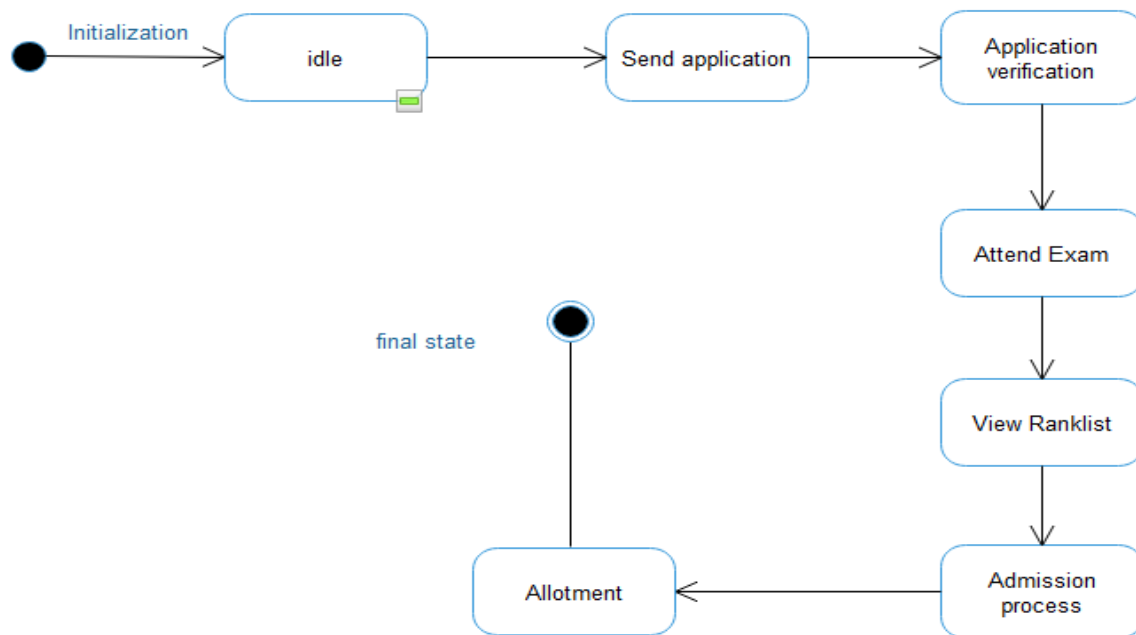 Initialization
idle
Send application
Application
verification
Attend Exam
final state
View Ranklist
Allotment
Admission
process